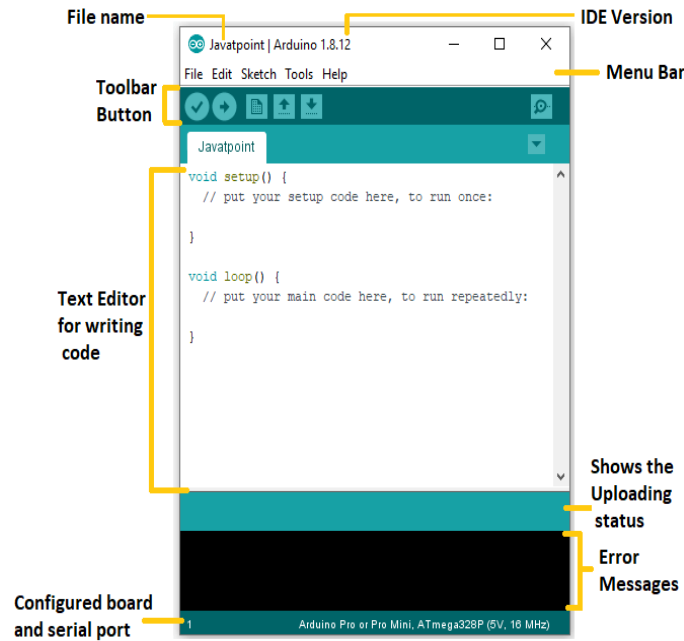 File name
IDE Version
Javatpoint | Arduino 1.8.12
File Edit Sketch Tools Help
Menu Bar
Toolbar
Button
Javatpoint
void setup() {
// put your setup code here, to run once:
}
void loop() {
// put your main code here, to run repeatedly:
}
Text Editor
for writing
code
Shows the
Uploading
status
Error
Messages
Configured board
and serial port
1
Arduino Pro or Pro Mini, ATmega328P (5V, 16 MHz)